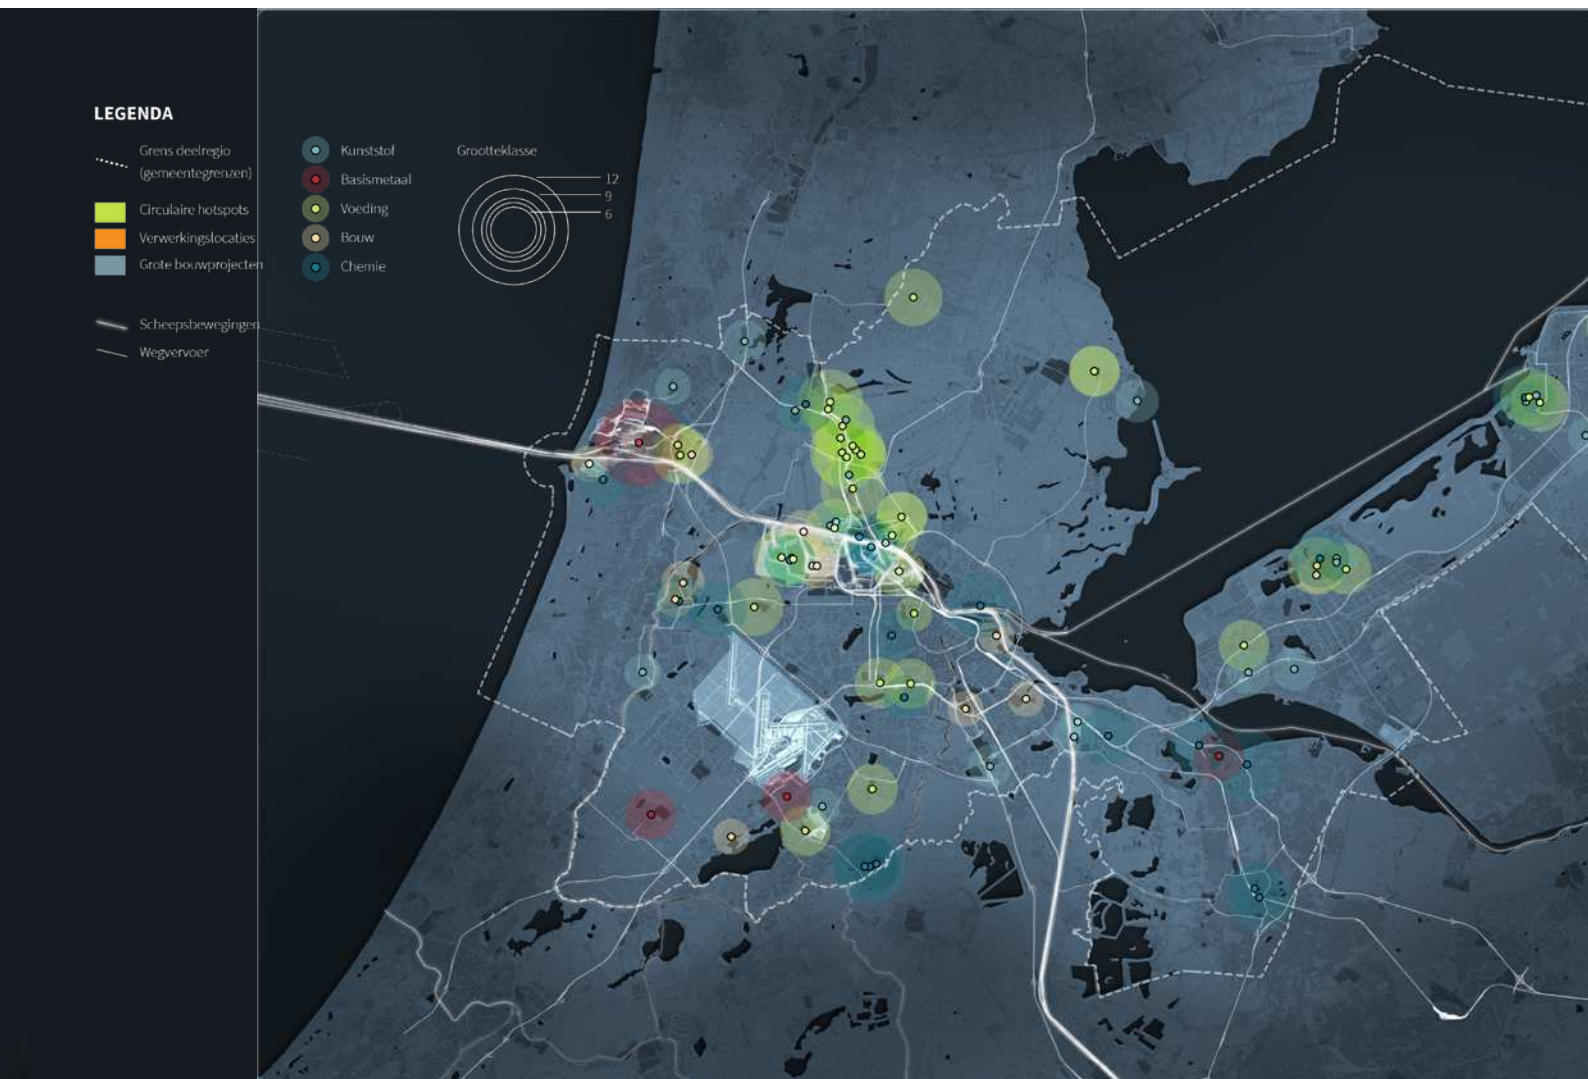 LEGENDA
Grens deelregio
(gemeentegrenzen)
Circulaire hotspots
Verwerkingslocaties
Grote bouwprojecten
Scheepsbewegingen
Wegvervoer
Kunststof
Basismetaal
Voeding
Bouw
Chemie
Grootteklasse
12
9
6